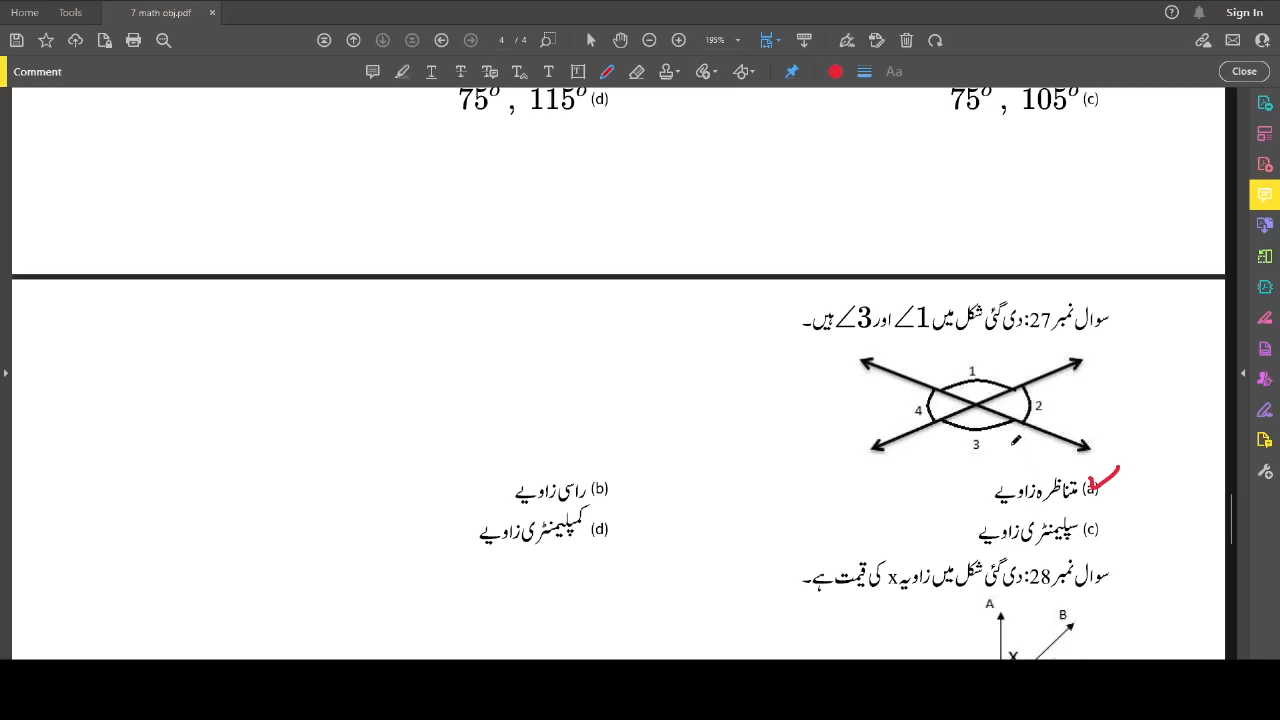 Home
Tools
7 math obj.pdf ×
Sign In
4 / 4
195%
Aa
Comment
Close
75° , 105° (c)
75° , 115° (d)
سوال نمبر 27: دی گئی شکل میں ∠1 اور ∠3 ہیں۔
1
4
2
3
(a) متناظرہ زاویے
(b) راسی زاویے
(c) سپلیمنٹری زاویے
(d) کمپلیمنٹری زاویے
سوال نمبر 28: دی گئی شکل میں زاویہ x کی قیمت ہے۔
A
B
X